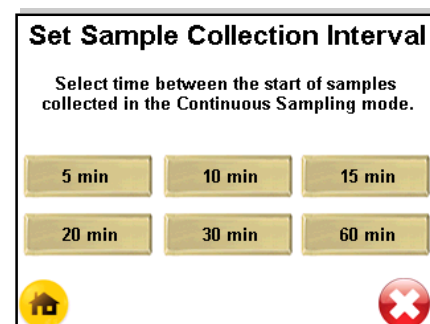 Set Sample Collection Interval
Select time between the start of samples
collected in the Continuous Sampling mode.
5 min 10 min 15 min
20 min 30 min 60 min